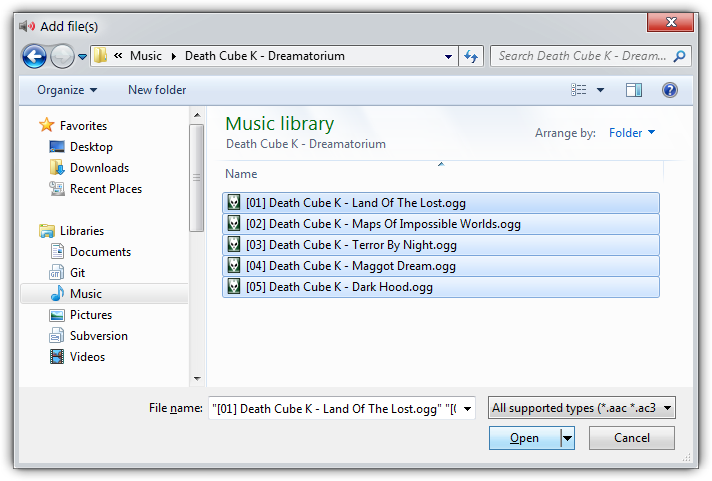 Add file(s)
« Music Death Cube K - Dreamatorium
Search Death Cube K - Dream...
Organize New folder
Favorites
Desktop
Downloads
Recent Places
Libraries
Documents
Git
Music
Pictures
Subversion
Videos
Music library
Death Cube K - Dreamatorium
Arrange by: Folder
Name
[01] Death Cube K - Land Of The Lost.ogg
[02] Death Cube K - Maps Of Impossible Worlds.ogg
[03] Death Cube K - Terror By Night.ogg
[04] Death Cube K - Maggot Dream.ogg
[05] Death Cube K - Dark Hood.ogg
File name: "[01] Death Cube K - Land Of The Lost.ogg" "[0
All supported types (*.aac *.ac3
Open Cancel